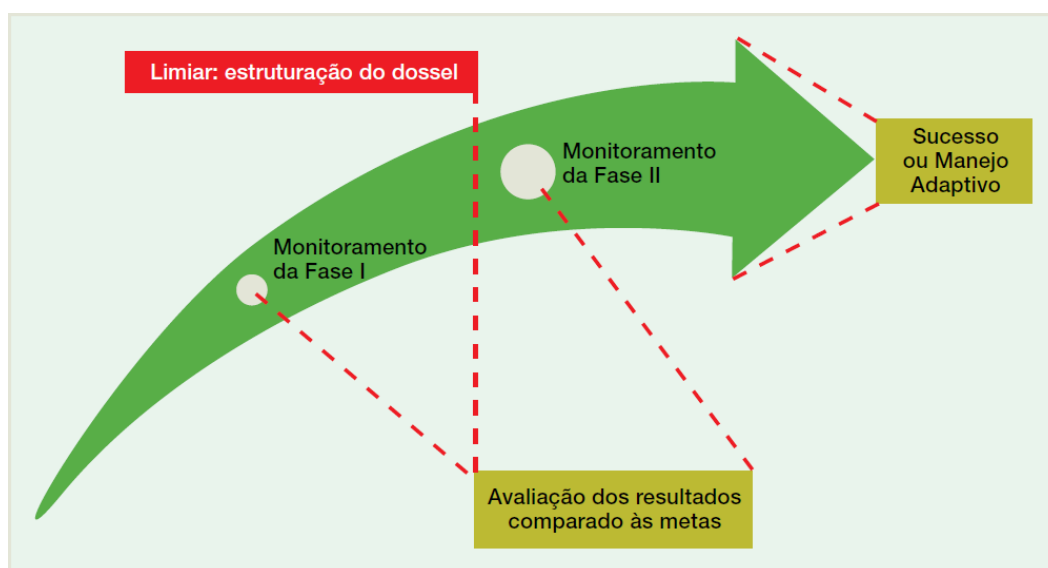 Limiar: estruturação do dossel
Monitoramento
da Fase II
Sucesso
ou Manejo
Adaptivo
Monitoramento
da Fase I
Avaliação dos resultados
comparado às metas